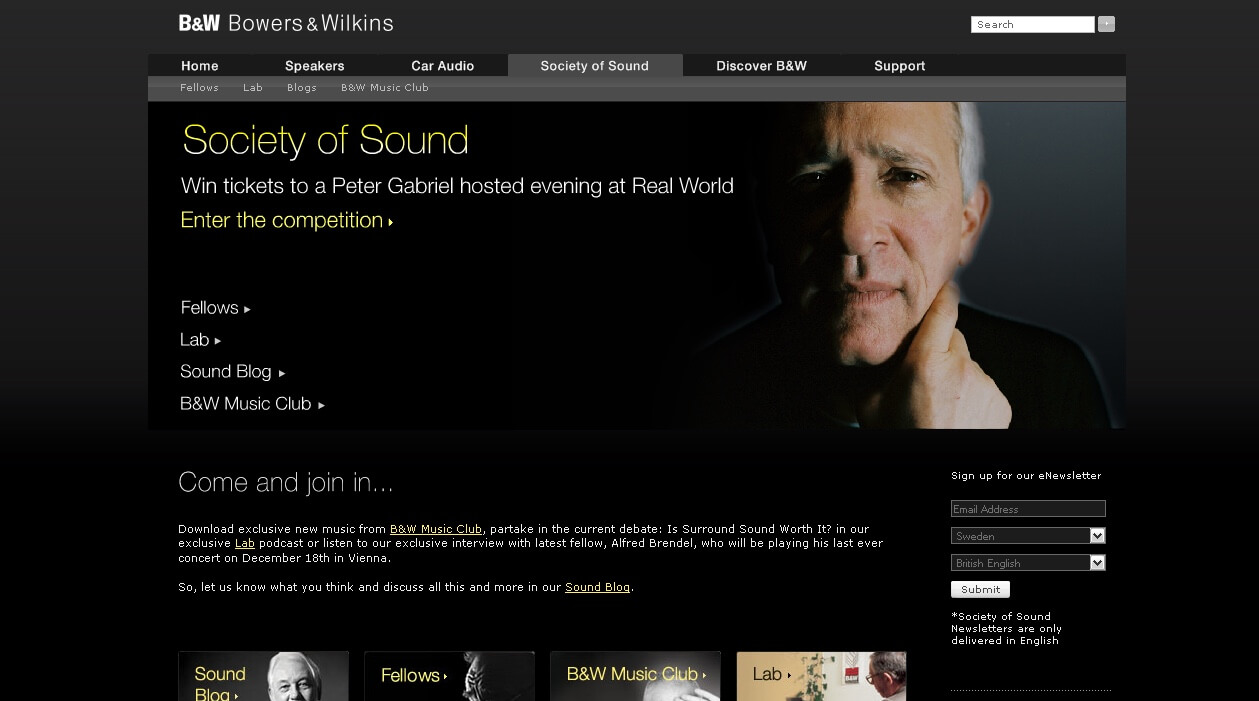 B&W Bowers & Wilkins
Search
Home Speakers Car Audio Society of Sound Discover B&W Support
Fellows Lab Blogs B&W Music Club
Society of Sound
Win tickets to a Peter Gabriel hosted evening at Real World
Enter the competition
Fellows
Lab
Sound Blog
B&W Music Club
Come and join in...
Download exclusive new music from B&W Music Club, partake in the current debate: Is Surround Sound Worth It? in our
exclusive Lab podcast or listen to our exclusive interview with latest fellow, Alfred Brendel, who will be playing his last ever
concert on December 18th in Vienna.
So, let us know what you think and discuss all this and more in our Sound Blog.
Sign up for our eNewsletter
Email Address
Sweden
British English
Submit
*Society of Sound
Newsletters are only
delivered in English
Sound
Blog
Fellows
B&W Music Club
Lab
B&W